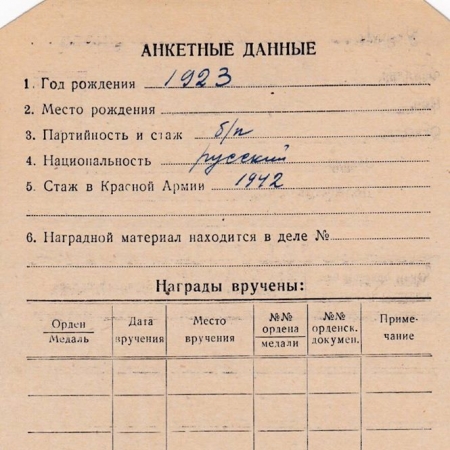 АНКЕТНЫЕ ДАННЫЕ
1. Год рождения 1923
2. Место рождения
3. Партийность и стаж б/п
4. Национальность русский
5. Стаж в Красной Армии 1942
6. Наградной материал находится в деле №
Награды вручены:
Орден Медаль
Дата вручения
Место вручения
№№ ордена медали
№№ орденск. докумен.
Примечание